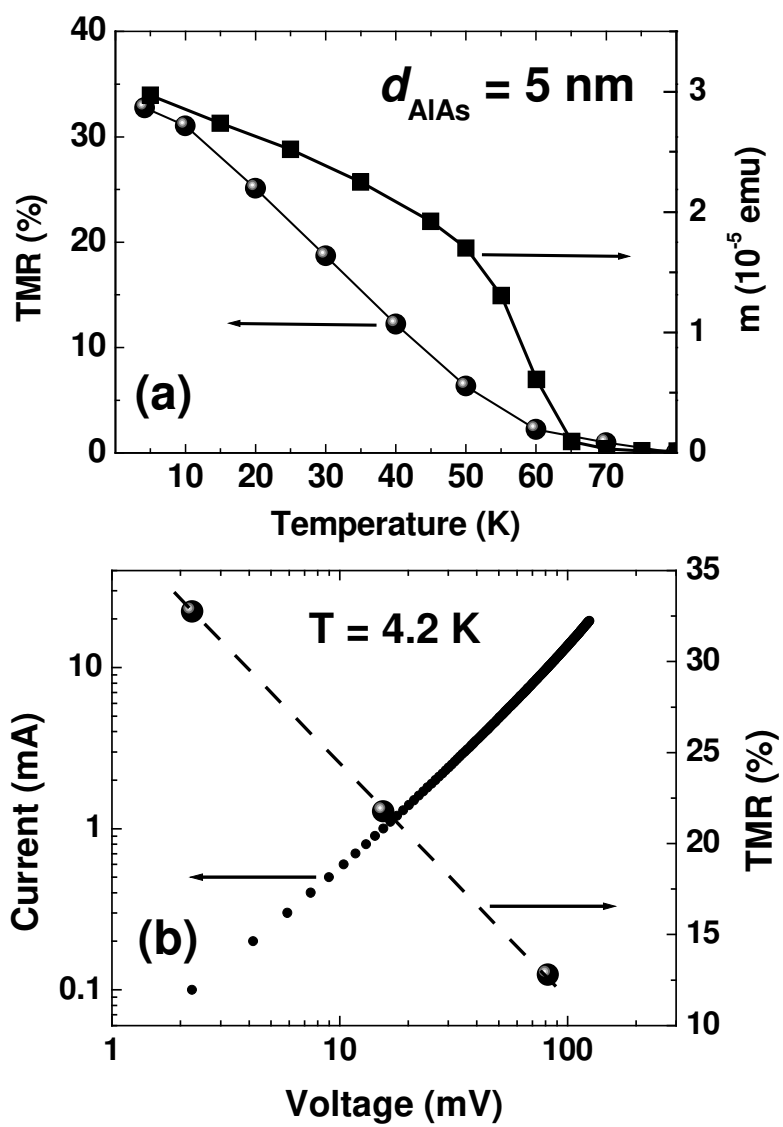 40
30
20
10
0
TMR (%)
d_AlAs = 5 nm
3
2
1
0
m (10^-5 emu)
(a)
10 20 30 40 50 60 70
Temperature (K)
10
1
0.1
Current (mA)
T = 4.2 K
35
30
25
20
15
10
TMR (%)
(b)
1 10 100
Voltage (mV)